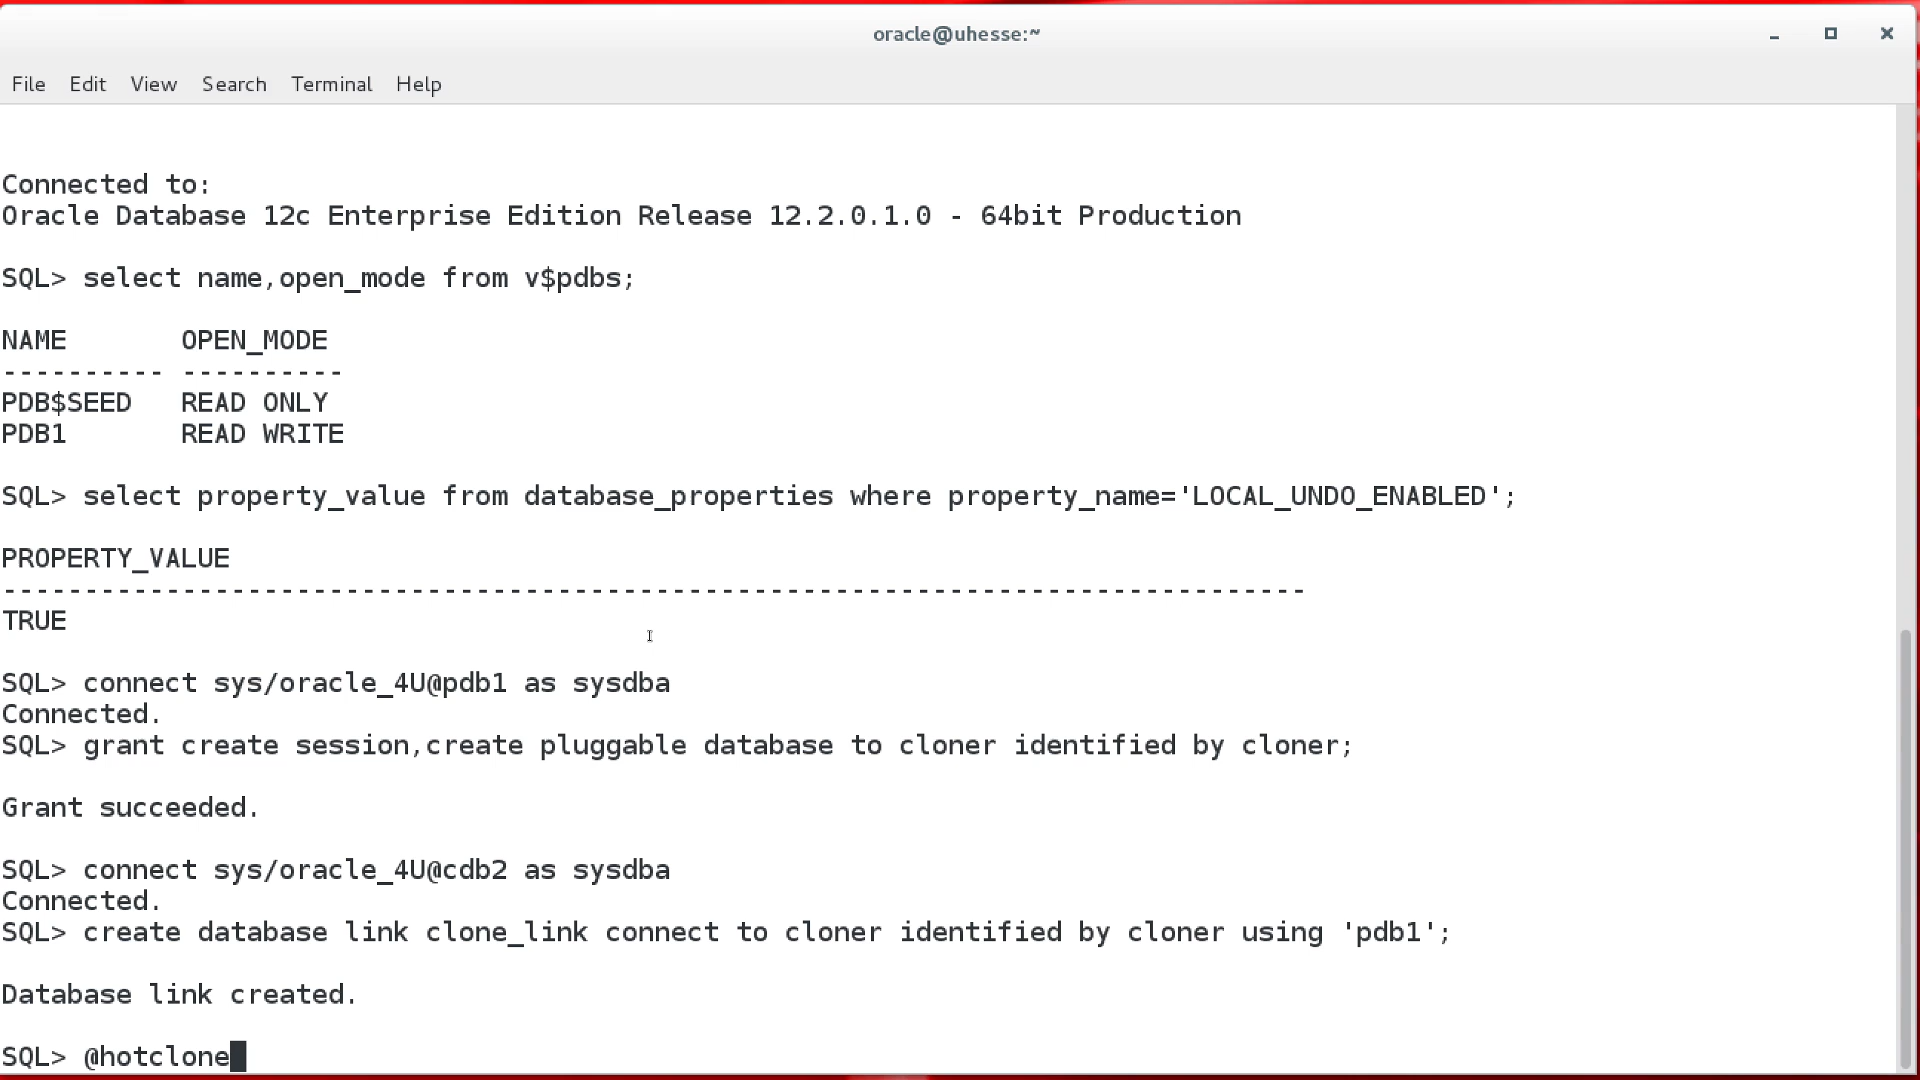 oracle@uhesse:~
File Edit View Search Terminal Help
Connected to:
Oracle Database 12c Enterprise Edition Release 12.2.0.1.0 - 64bit Production
SQL> select name,open_mode from v$pdbs;
NAME       OPEN_MODE
---------- ----------
PDB$SEED   READ ONLY
PDB1       READ WRITE
SQL> select property_value from database_properties where property_name='LOCAL_UNDO_ENABLED';
PROPERTY_VALUE
--------------------------------------------------------------------------------
TRUE
SQL> connect sys/oracle_4U@pdb1 as sysdba
Connected.
SQL> grant create session,create pluggable database to cloner identified by cloner;
Grant succeeded.
SQL> connect sys/oracle_4U@cdb2 as sysdba
Connected.
SQL> create database link clone_link connect to cloner identified by cloner using 'pdb1';
Database link created.
SQL> @hotclone